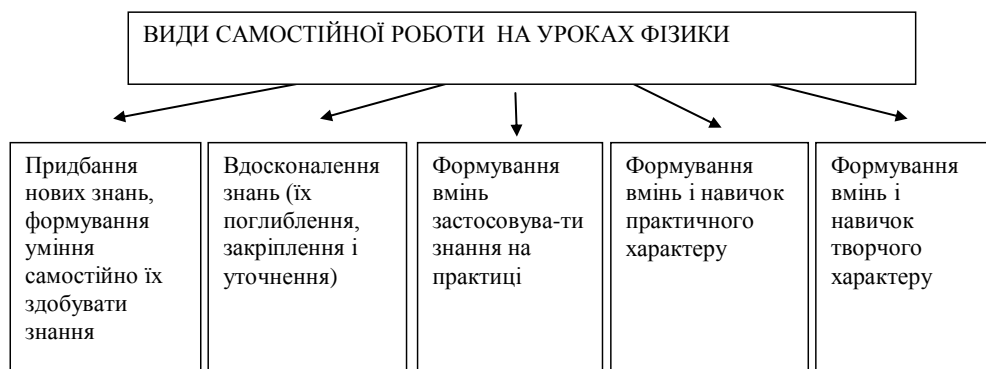 ВИДИ САМОСТІЙНОЇ РОБОТИ НА УРОКАХ ФІЗИКИ
Придбання
нових знань,
формування
уміння
самостійно їх
здобувати
знання
Вдосконалення
знань (їх
поглиблення,
закріплення і
уточнення)
Формування
вмінь
застосовува-ти
знання на
практиці
Формування
вмінь і навичок
практичного
характеру
Формування
вмінь і
навичок
творчого
характеру